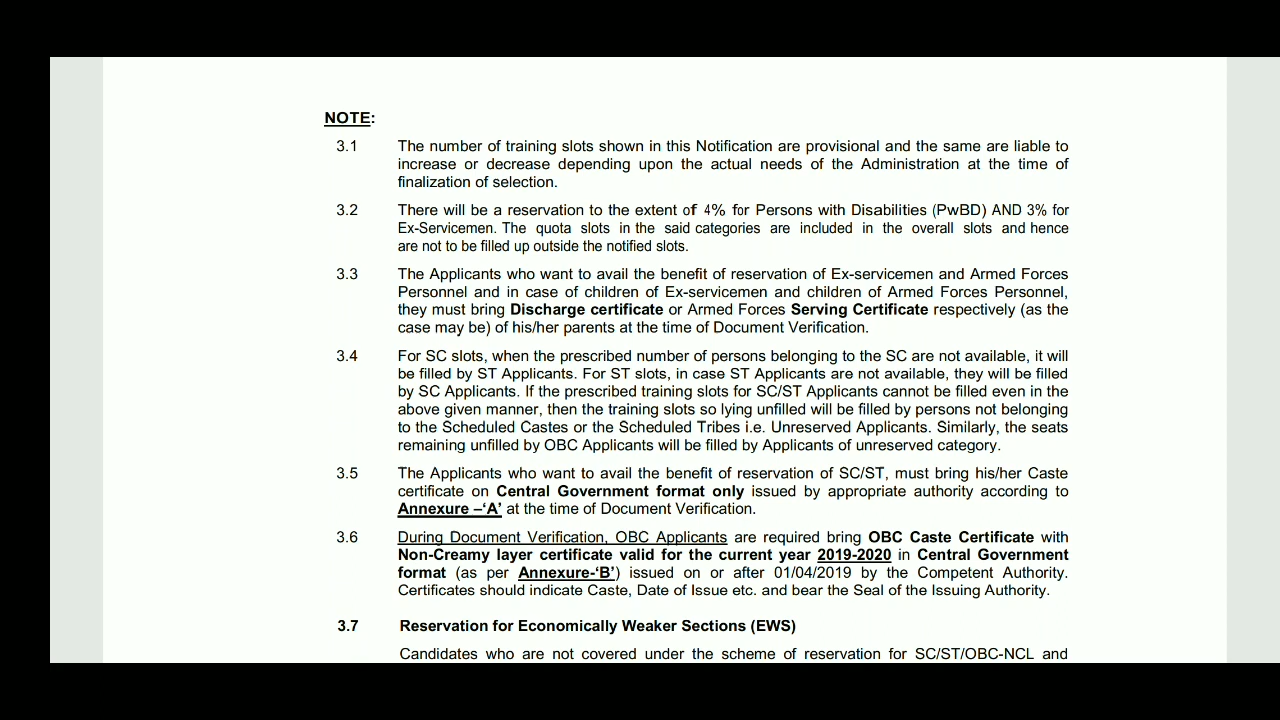 NOTE:
3.1 The number of training slots shown in this Notification are provisional and the same are liable to
increase or decrease depending upon the actual needs of the Administration at the time of
finalization of selection.
3.2 There will be a reservation to the extent of 4% for Persons with Disabilities (PwBD) AND 3% for
Ex-Servicemen. The quota slots in the said categories are included in the overall slots and hence
are not to be filled up outside the notified slots.
3.3 The Applicants who want to avail the benefit of reservation of Ex-servicemen and Armed Forces
Personnel and in case of children of Ex-servicemen and children of Armed Forces Personnel,
they must bring Discharge certificate or Armed Forces Serving Certificate respectively (as the
case may be) of his/her parents at the time of Document Verification.
3.4 For SC slots, when the prescribed number of persons belonging to the SC are not available, it will
be filled by ST Applicants. For ST slots, in case ST Applicants are not available, they will be filled
by SC Applicants. If the prescribed training slots for SC/ST Applicants cannot be filled even in the
above given manner, then the training slots so lying unfilled will be filled by persons not belonging
to the Scheduled Castes or the Scheduled Tribes i.e. Unreserved Applicants. Similarly, the seats
remaining unfilled by OBC Applicants will be filled by Applicants of unreserved category.
3.5 The Applicants who want to avail the benefit of reservation of SC/ST, must bring his/her Caste
certificate on Central Government format only issued by appropriate authority according to
Annexure –‘A’ at the time of Document Verification.
3.6 During Document Verification, OBC Applicants are required bring OBC Caste Certificate with
Non-Creamy layer certificate valid for the current year 2019-2020 in Central Government
format (as per Annexure-‘B’) issued on or after 01/04/2019 by the Competent Authority.
Certificates should indicate Caste, Date of Issue etc. and bear the Seal of the Issuing Authority.
3.7 Reservation for Economically Weaker Sections (EWS)
Candidates who are not covered under the scheme of reservation for SC/ST/OBC-NCL and